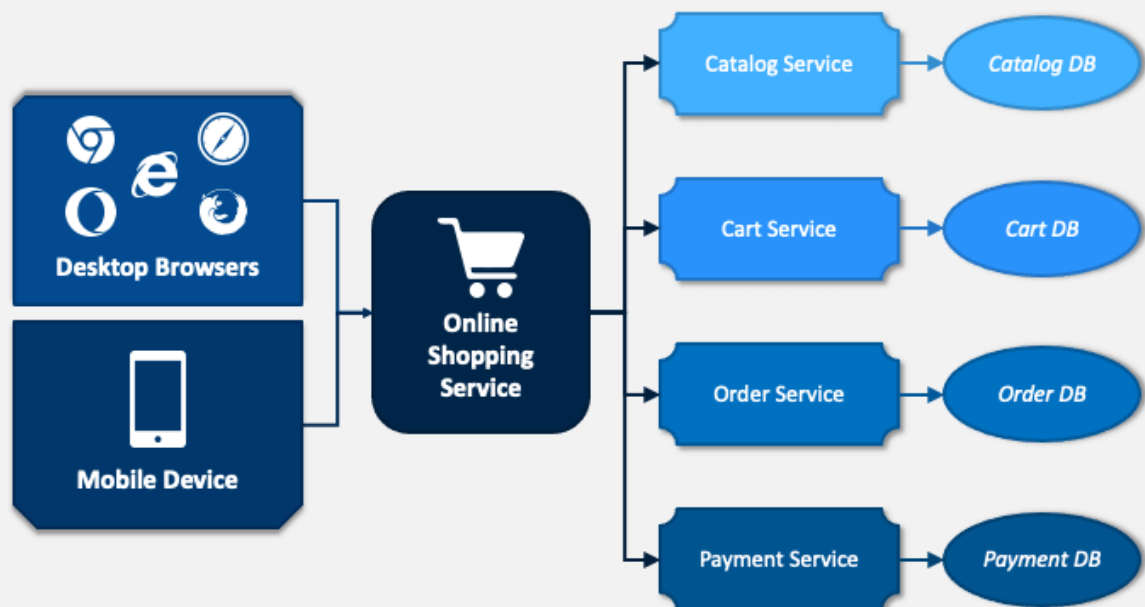 Desktop Browsers
Mobile Device
Online
Shopping
Service
Catalog Service
Catalog DB
Cart Service
Cart DB
Order Service
Order DB
Payment Service
Payment DB